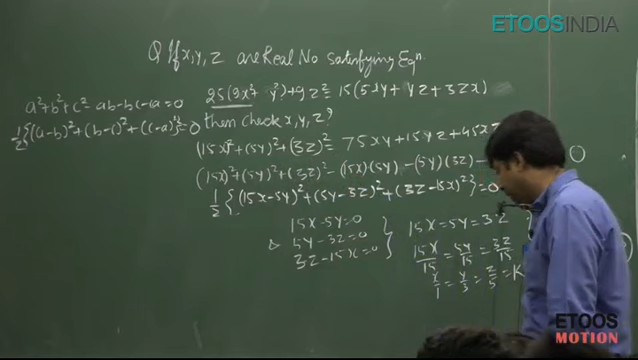 ETOOSINDIA
Q If x, y, z are Real No satisfying Eqn.
25(9x²+ y²)+9z²= 15(5xy + yz + 3zx)
then check x, y, z?
a²+b²+c²- ab-bc-ca=0
½{(a-b)²+(b-c)²+(c-a)²}=0
(15x)²+(5y)²+(3z)²= 75xy+15yz+45xz
(15x)²+(5y)²+(3z)²-(15x)(5y)-(5y)(3z)- 0
½{(15x-5y)²+(5y-3z)²+(3z-15x)²}=0
15x-5y=0
5y-3z=0
3z-15x=0
15x=5y=3z
15x/15 = 5y/15 = 3z/15
x/1 = y/3 = z/5 = K
ETOOS
MOTION